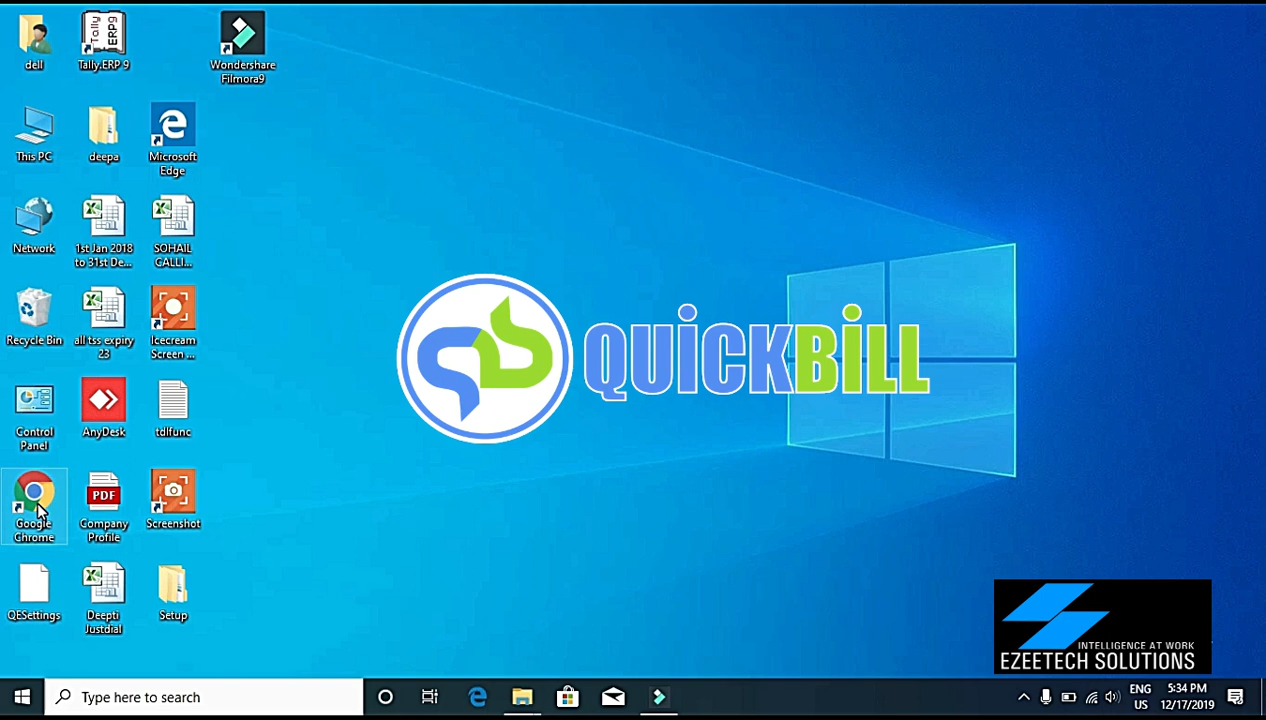 dell
Tally.ERP 9
Wondershare
Filmora9
This PC
deepa
Microsoft
Edge
Network
1st Jan 2018
to 31st De...
SOHAIL
CALLI...
Recycle Bin
all tss expiry
23
Icecream
Screen ...
Control
Panel
AnyDesk
tdlfunc
Google
Chrome
PDF
Company
Profile
Screenshot
QESettings
Deepti
Justdial
Setup
QUiCKBiLL
INTELLIGENCE AT WORK
EZEETECH SOLUTIONS
Type here to search
ENG
US
5:34 PM
12/17/2019